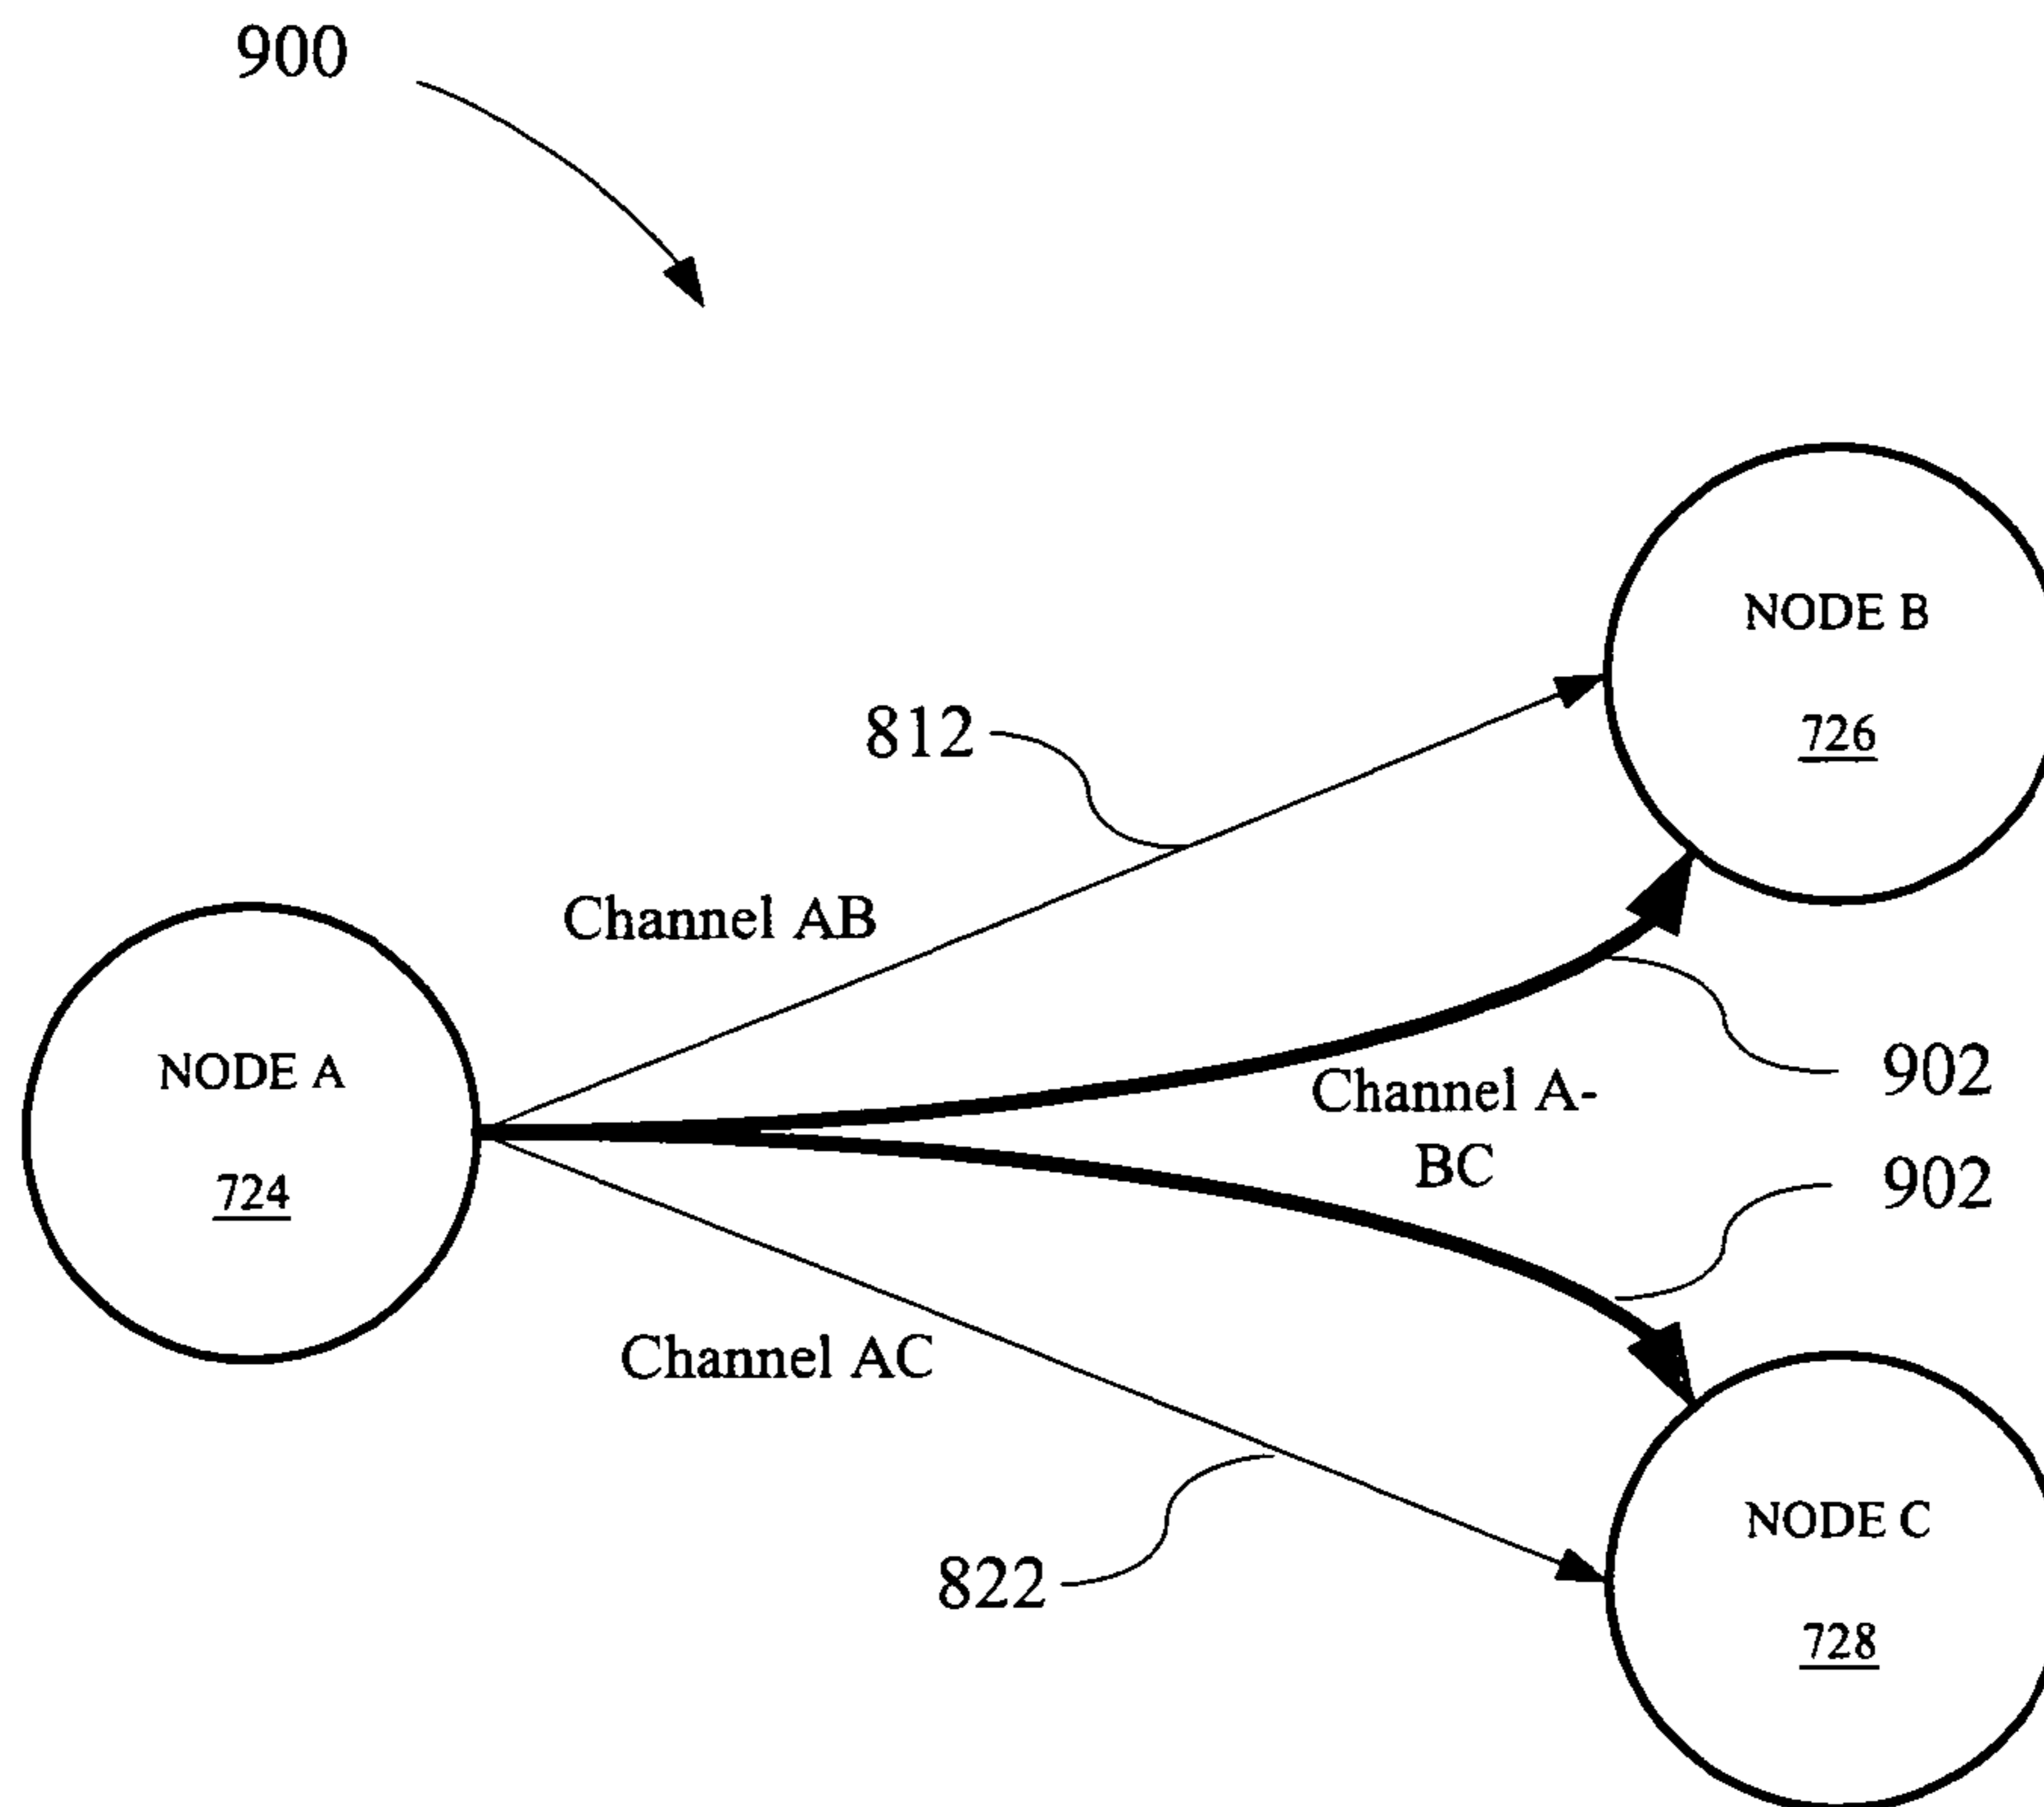 900
NODE B
812
726
Channel AB
NODE A
902
Channel A-
BC
902
724
Channel AC
NODE C
822
728